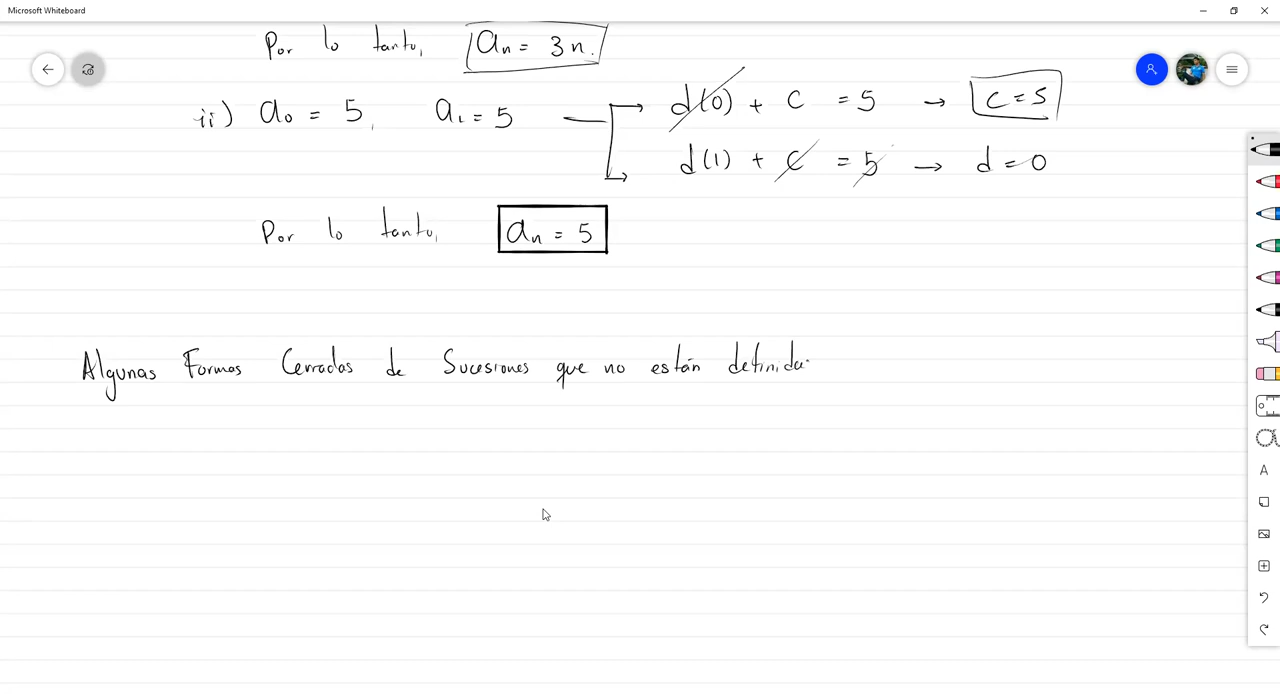 Microsoft Whiteboard
Por lo tanto, an = 3n.
ii) a0 = 5, a1 = 5 → d(0) + C = 5 → C = 5
→ d(1) + C = 5 → d = 0
Por lo tanto, an = 5
Algunas Formas Cerradas de Sucesiones que no están definida
A